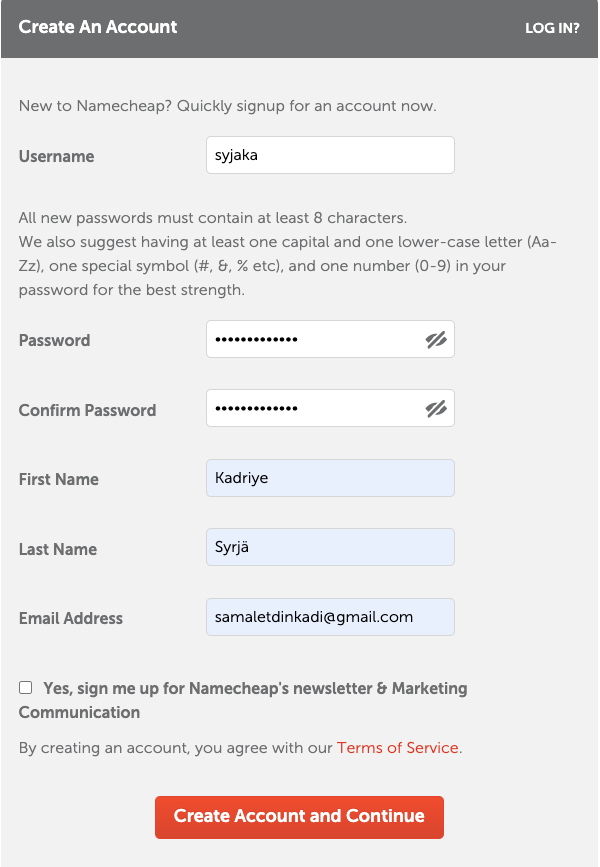 Create An Account
LOG IN?
New to Namecheap? Quickly signup for an account now.
Username
syjaka
All new passwords must contain at least 8 characters.
We also suggest having at least one capital and one lower-case letter (Aa-
Zz), one special symbol (#, &, % etc), and one number (0-9) in your
password for the best strength.
Password
•••••••••••••
Confirm Password
•••••••••••••
First Name
Kadriye
Last Name
Syrjä
Email Address
samaletdinkadi@gmail.com
Yes, sign me up for Namecheap's newsletter & Marketing
Communication
By creating an account, you agree with our Terms of Service.
Create Account and Continue